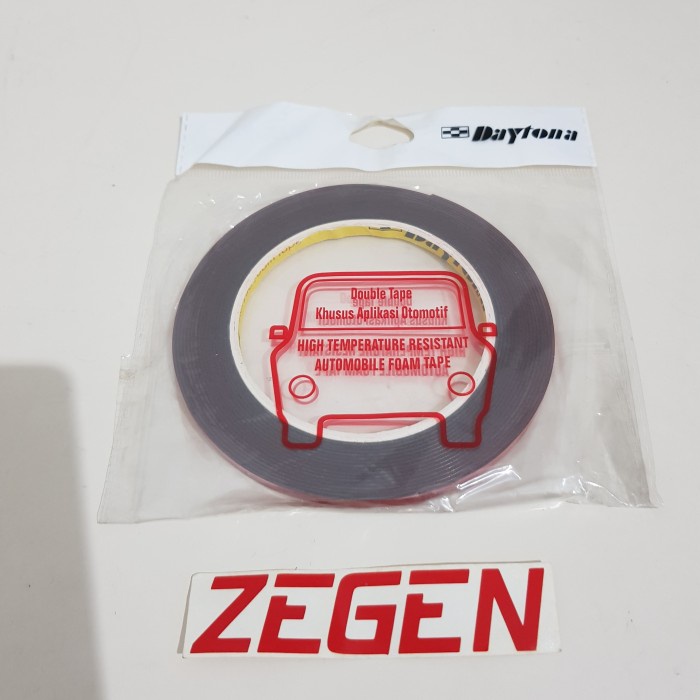 Daytona
Double Tape
Khusus Aplikasi Otomotif
HIGH TEMPERATURE RESISTANT
AUTOMOBILE FOAM TAPE
ZEGEN